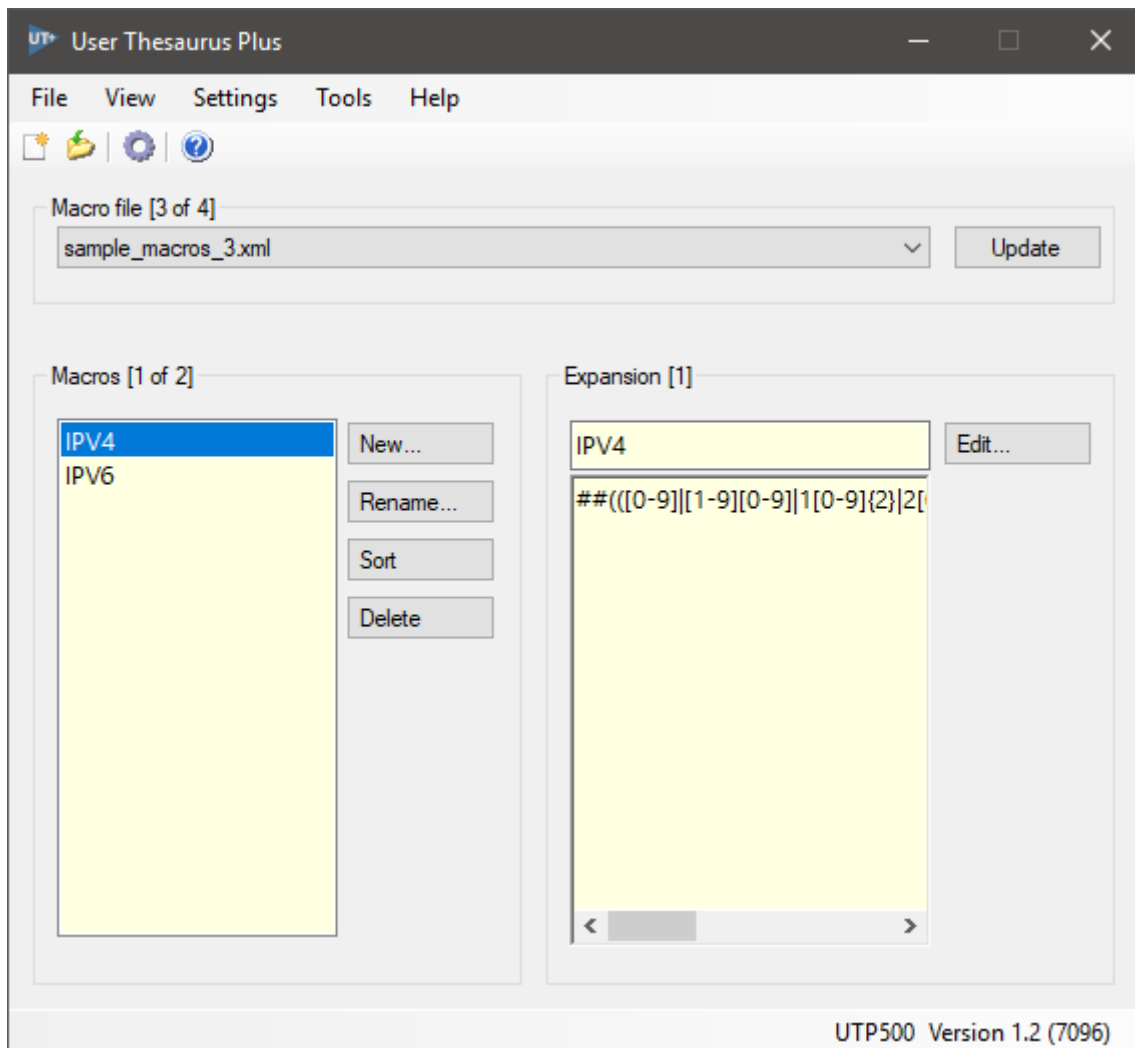 UT+ User Thesaurus Plus
File View Settings Tools Help
Macro file [3 of 4]
sample_macros_3.xml Update
Macros [1 of 2]
IPV4
IPV6
New...
Rename...
Sort
Delete
Expansion [1]
IPV4 Edit...
##(([0-9]|[1-9][0-9]|1[0-9]{2}|2[
UTP500 Version 1.2 (7096)